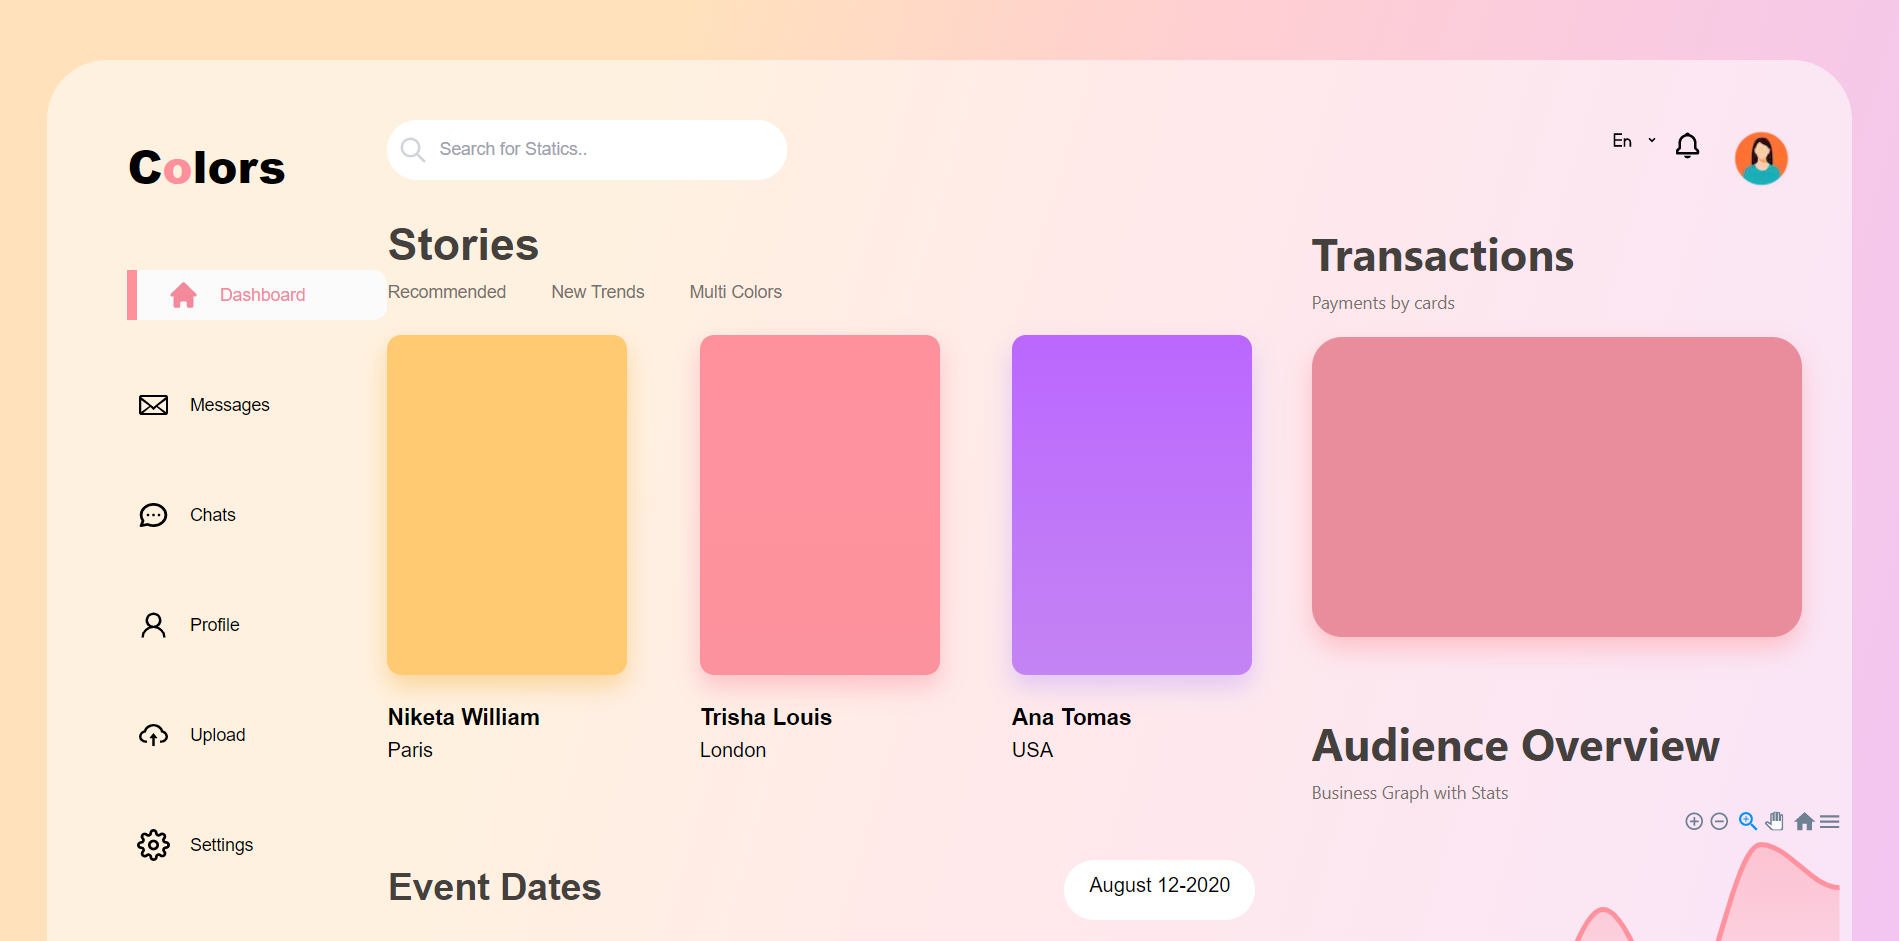 Colors
Search for Statics..
En
Dashboard
Messages
Chats
Profile
Upload
Settings
Stories
Recommended New Trends Multi Colors
Niketa William
Paris
Trisha Louis
London
Ana Tomas
USA
Event Dates
August 12-2020
Transactions
Payments by cards
Audience Overview
Business Graph with Stats